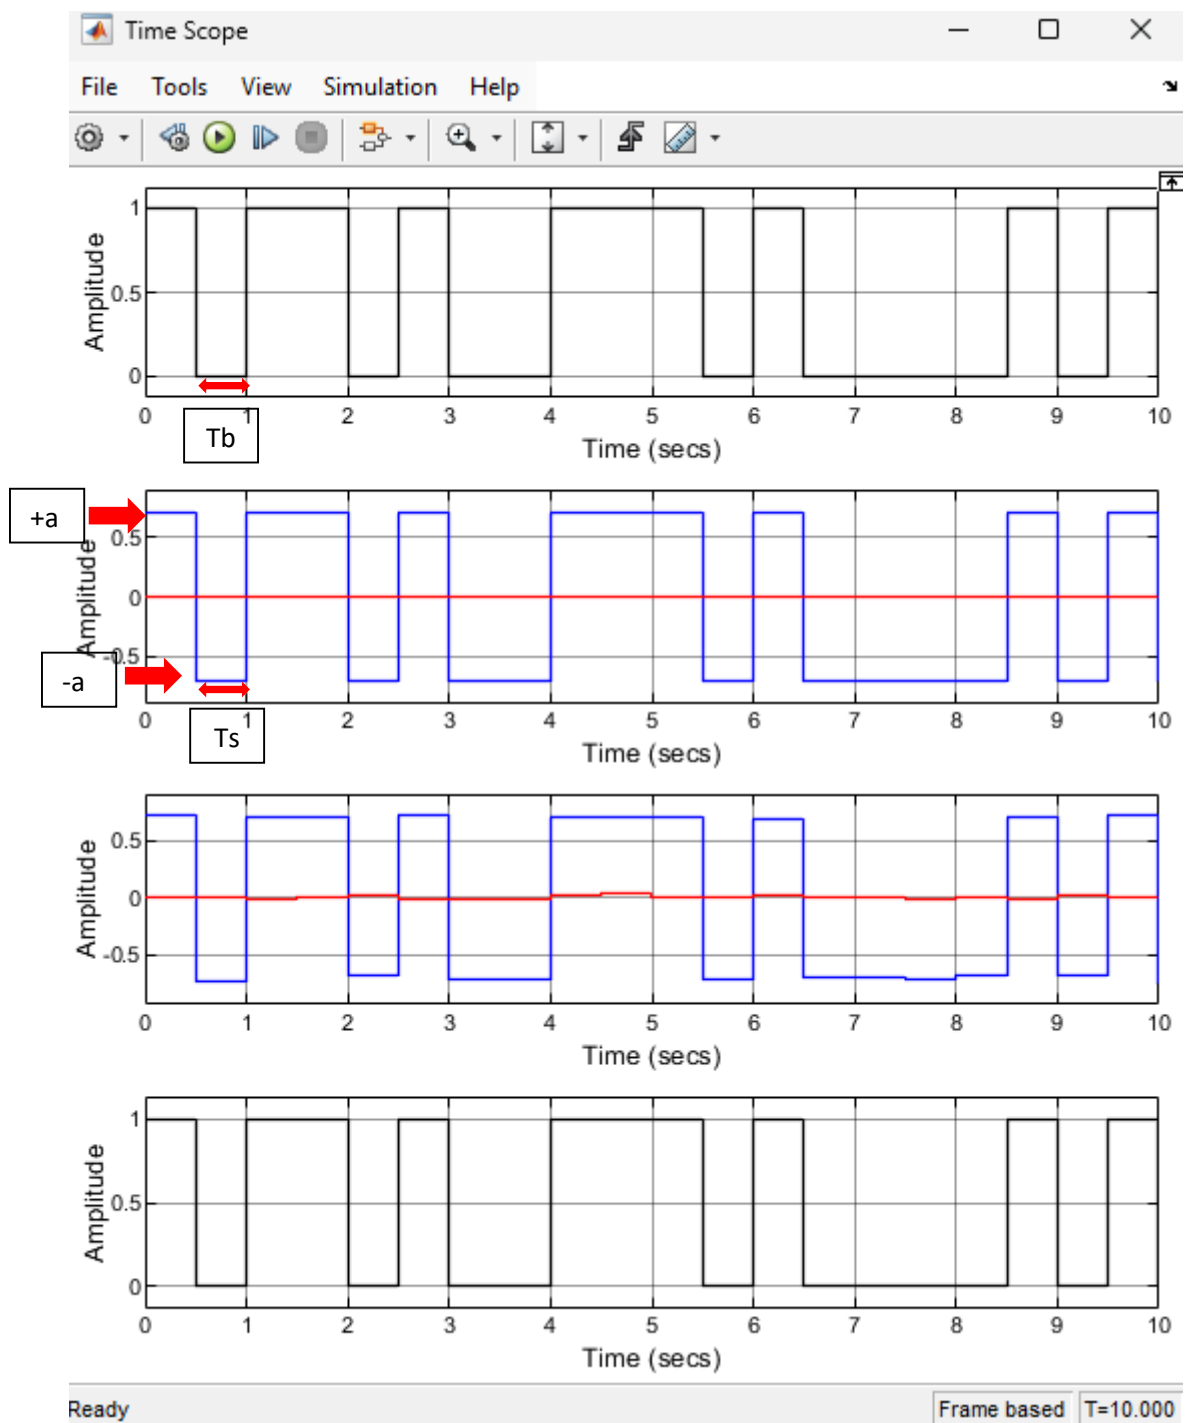 Time Scope
File Tools View Simulation Help
Amplitude
1
0.5
0
0 1 2 3 4 5 6 7 8 9 10
Tb
Time (secs)
+a
Amplitude
0.5
0
-0.5
-a
0 1 2 3 4 5 6 7 8 9 10
Ts
Time (secs)
Amplitude
0.5
0
-0.5
0 1 2 3 4 5 6 7 8 9 10
Time (secs)
Amplitude
1
0.5
0
0 1 2 3 4 5 6 7 8 9 10
Time (secs)
Ready Frame based T=10.000